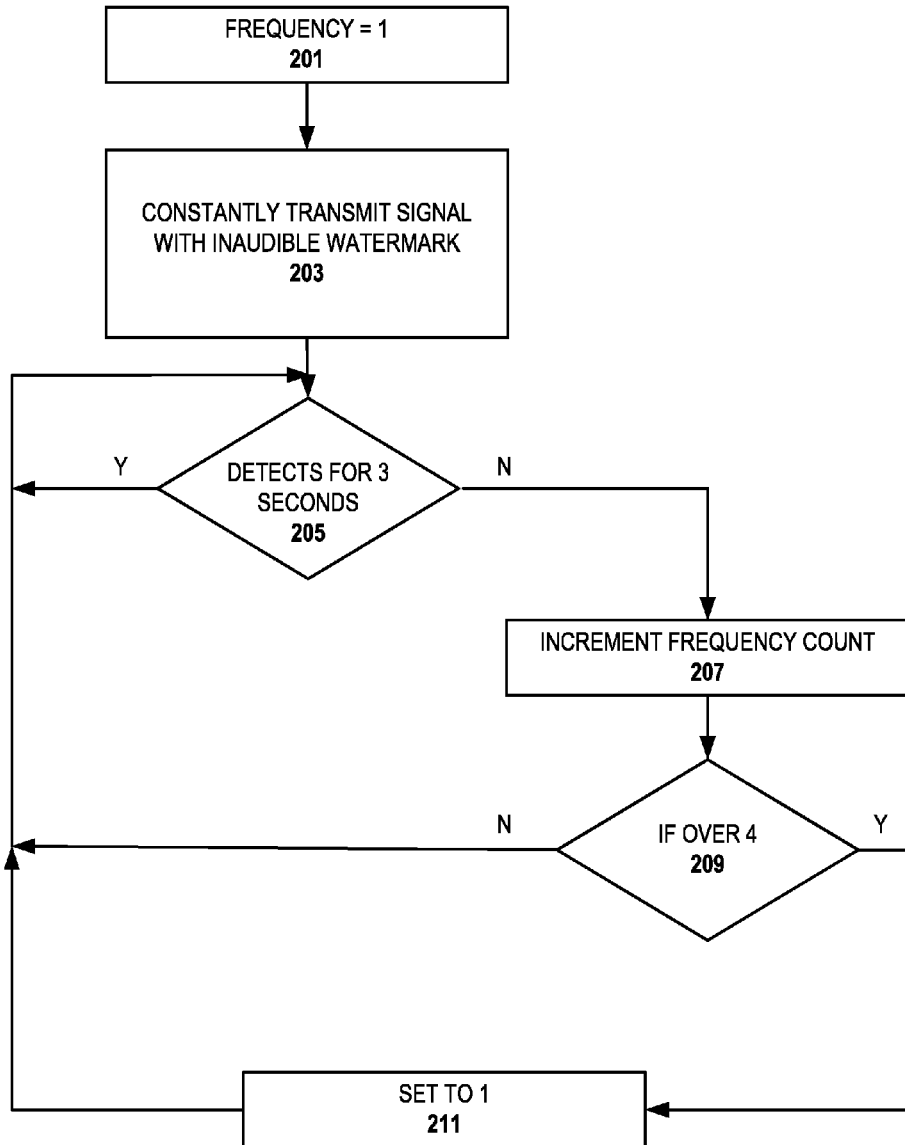 FREQUENCY = 1
201
CONSTANTLY TRANSMIT SIGNAL
WITH INAUDIBLE WATERMARK
203
Y
DETECTS FOR 3
SECONDS
205
N
INCREMENT FREQUENCY COUNT
207
N
IF OVER 4
209
Y
SET TO 1
211